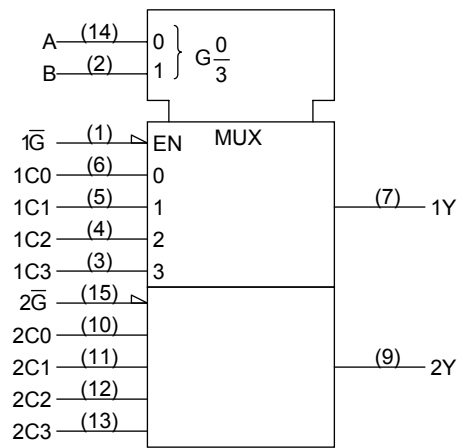 A (14) 0
B (2) 1
G 0/3
MUX
1G̅ (1) EN
1C0 (6) 0
1C1 (5) 1
1C2 (4) 2
1C3 (3) 3
(7) 1Y
2G̅ (15)
2C0 (10)
2C1 (11)
2C2 (12)
2C3 (13)
(9) 2Y